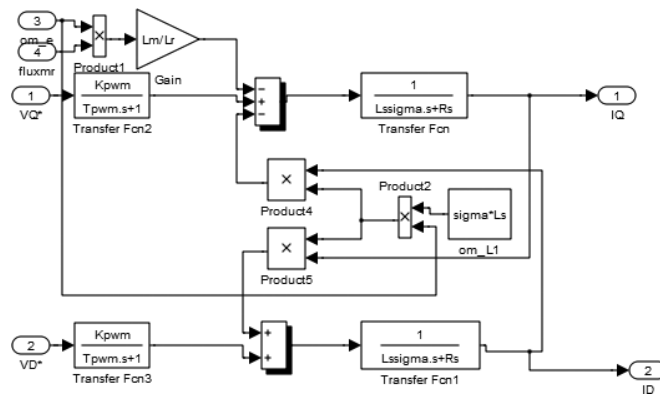 3
om_e
4
fluxmr
×
Product1
Lm/Lr
Gain
1
VQ*
Kpwm
Tpwm.s+1
Transfer Fcn2
−
+
−
1
Lssigma.s+Rs
Transfer Fcn
1
IQ
×
Product4
Product2
×
sigma*Ls
om_L1
×
Product5
2
VD*
Kpwm
Tpwm.s+1
Transfer Fcn3
+
+
1
Lssigma.s+Rs
Transfer Fcn1
2
ID